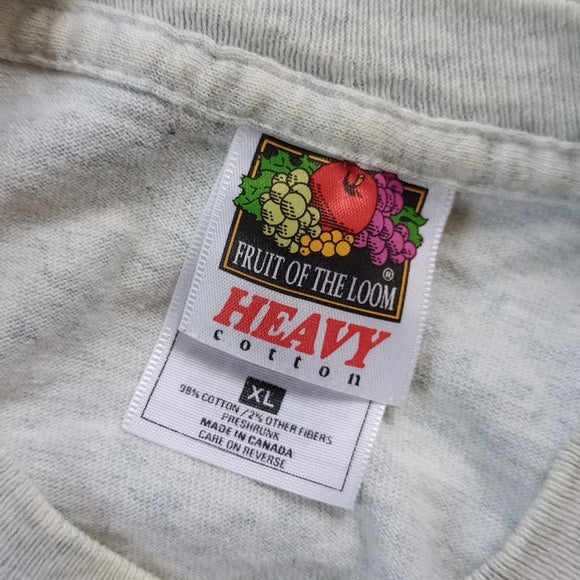 FRUIT OF THE LOOM ®
HEAVY
cotton
XL
98% COTTON/2% OTHER FIBERS
PRESHRUNK
MADE IN CANADA
CARE ON REVERSE